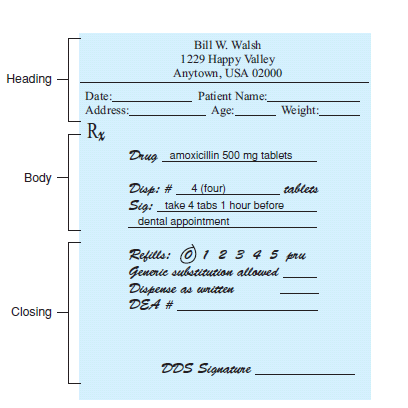 Bill W. Walsh
1229 Happy Valley
Anytown, USA 02000
Heading
Date: Patient Name:
Address: Age: Weight:
Rx
Drug amoxicillin 500 mg tablets
Body
Disp: # 4 (four) tablets
Sig: take 4 tabs 1 hour before
dental appointment
Refills: 0 1 2 3 4 5 pru
Generic substitution allowed
Dispense as written
DEA #
Closing
DDS Signature